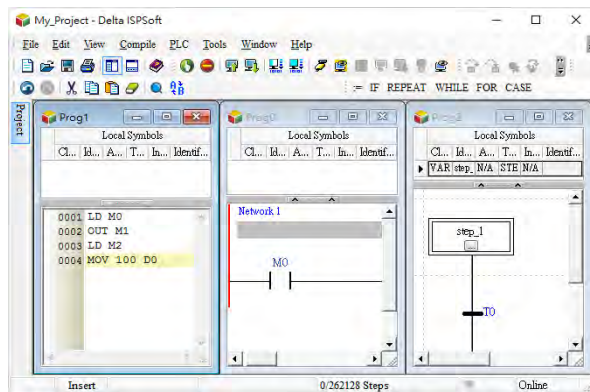 My_Project - Delta ISPSoft
File Edit View Compile PLC Tools Window Help
:= IF REPEAT WHILE FOR CASE
Project
Prog1
Local Symbols
Cl... Id... A... T... In... Identif...
0001 LD M0
0002 OUT M1
0003 LD M2
0004 MOV 100 D0
Local Symbols
Cl... Id... A... T... In... Identif...
Network 1
M0
Local Symbols
Cl... Id... A... T... In... Identif...
VAR step_ N/A STE N/A
step_1
...
T0
Insert 0/262128 Steps Online